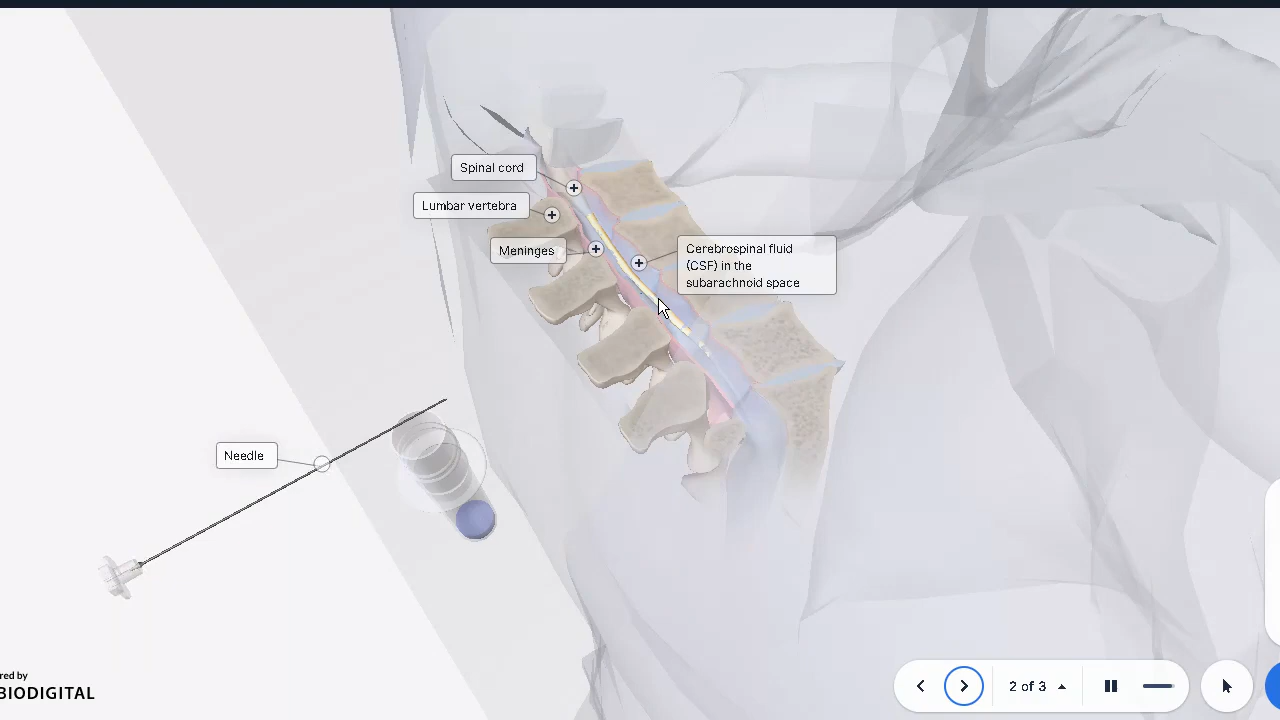 Spinal cord
Lumbar vertebra
Meninges
Cerebrospinal fluid
(CSF) in the
subarachnoid space
Needle
red by
BIODIGITAL
2 of 3